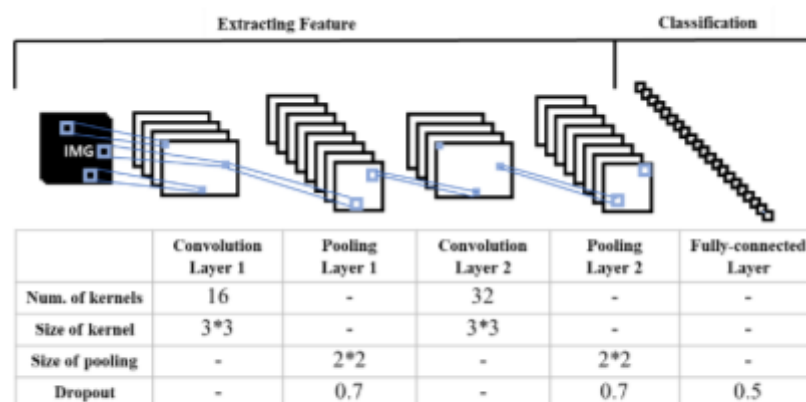 Extracting Feature Classification
IMG
Convolution Pooling Convolution Pooling Fully-connected
Layer 1 Layer 1 Layer 2 Layer 2 Layer
Num. of kernels 16 - 32 - -
Size of kernel 3*3 - 3*3 - -
Size of pooling - 2*2 - 2*2 -
Dropout - 0.7 - 0.7 0.5